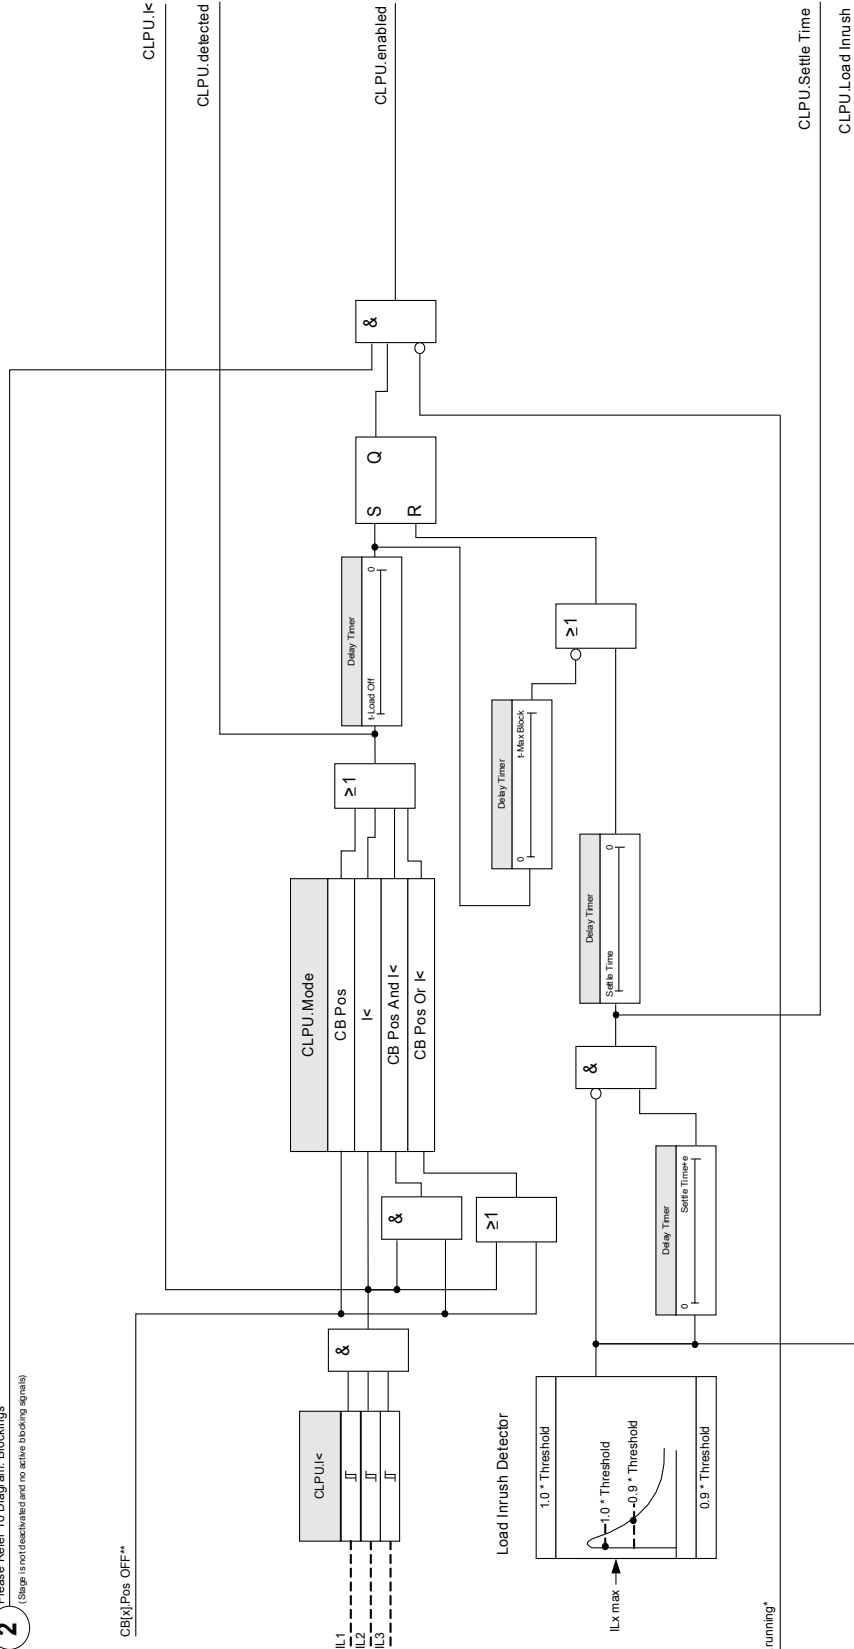 2
Please Refer To Diagram: Blockings
(Stage is not deactivated and no active blocking signals)
CLPU.I<
CLPU.detected
CLPU.enabled
CB[x].Pos OFF**
CLPU.I<
IL1
IL2
IL3
&
&
≥1
CLPU.Mode
CB Pos
I<
CB Pos And I<
CB Pos Or I<
≥1
Delay Timer
t-Load Off
0
S
Q
R
&
Delay Timer
0
t-Max Block
≥1
Load Inrush Detector
1.0 * Threshold
1.0 * Threshold
0.9 * Threshold
0.9 * Threshold
ILx max
Delay Timer
0
Settle Time+e
&
Delay Timer
Settle Time
0
CLPU.Settle Time
CLPU.Load Inrush
running*